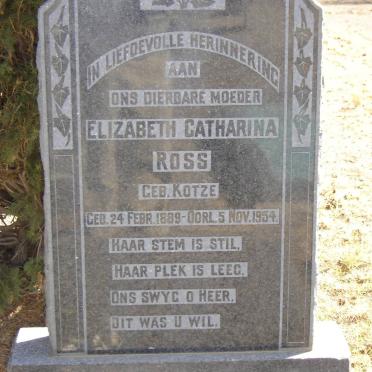 IN LIEFDEVOLLE HERINNERING
AAN
ONS DIERBARE MOEDER
ELIZABETH CATHARINA
ROSS
GEB. KOTZE
GEB. 24 FEBR. 1889 - OORL. 5 NOV. 1954.
HAAR STEM IS STIL,
HAAR PLEK IS LEEG,
ONS SWYG O HEER,
DIT WAS U WIL.